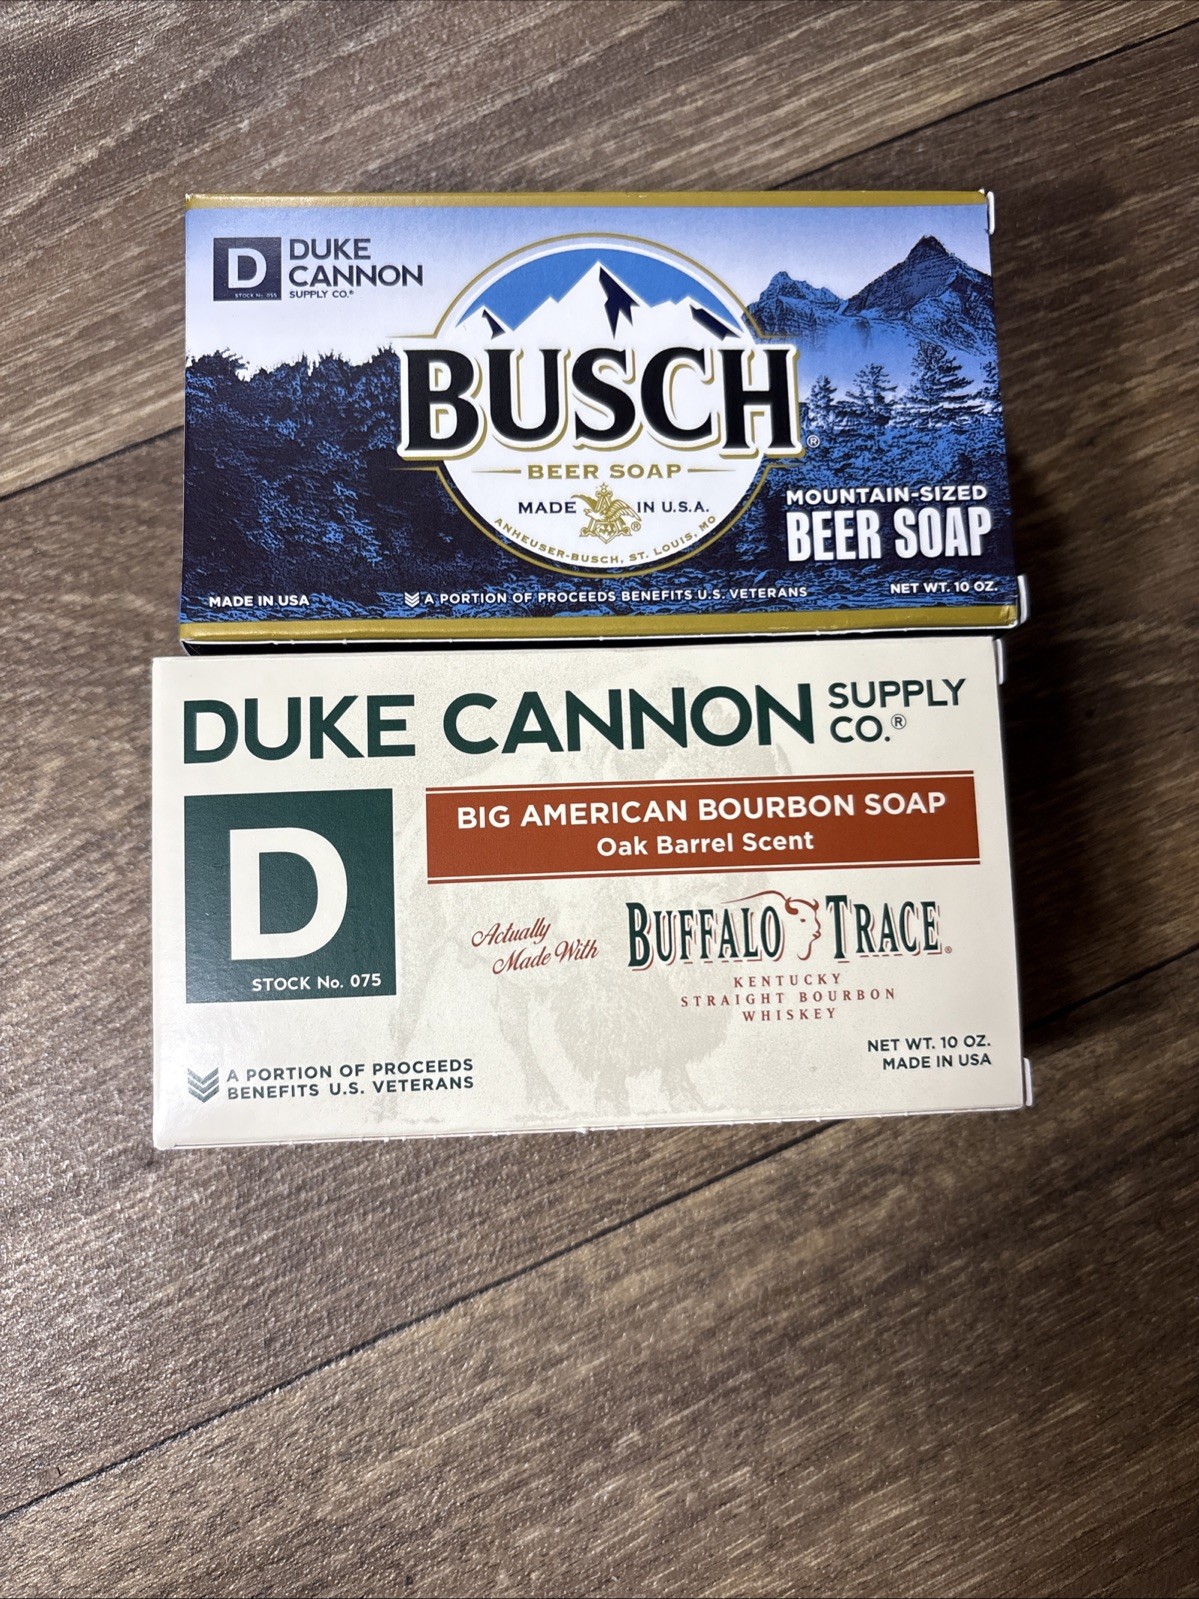 D
STOCK No. 055
DUKE
CANNON
SUPPLY CO.®
BUSCH®
BEER SOAP
MADE IN U.S.A.
ANHEUSER-BUSCH, ST. LOUIS, MO
MOUNTAIN-SIZED
BEER SOAP
MADE IN USA
A PORTION OF PROCEEDS BENEFITS U.S. VETERANS
NET WT. 10 OZ.
DUKE CANNON SUPPLY CO.®
D
STOCK No. 075
BIG AMERICAN BOURBON SOAP
Oak Barrel Scent
Actually
Made With
BUFFALO TRACE®
KENTUCKY
STRAIGHT BOURBON
WHISKEY
A PORTION OF PROCEEDS
BENEFITS U.S. VETERANS
NET WT. 10 OZ.
MADE IN USA